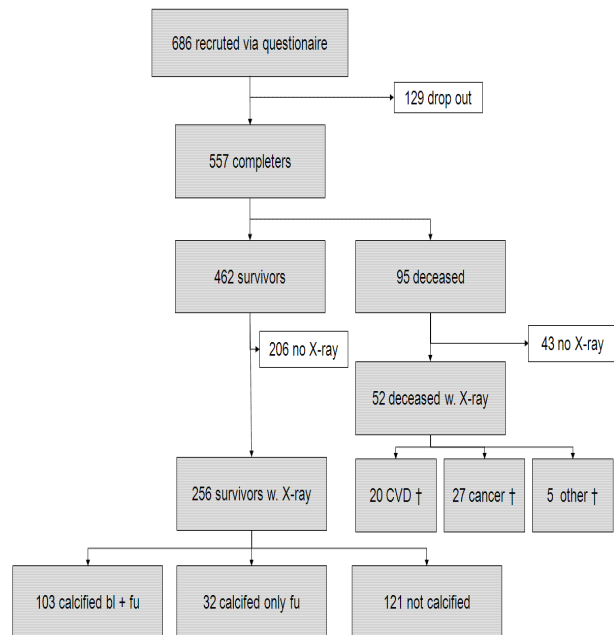 686 recruted via questionaire
129 drop out
557 completers
462 survivors
95 deceased
206 no X-ray
43 no X-ray
52 deceased w. X-ray
256 survivors w. X-ray
20 CVD †
27 cancer †
5 other †
103 calcified bl + fu
32 calcifed only fu
121 not calcified